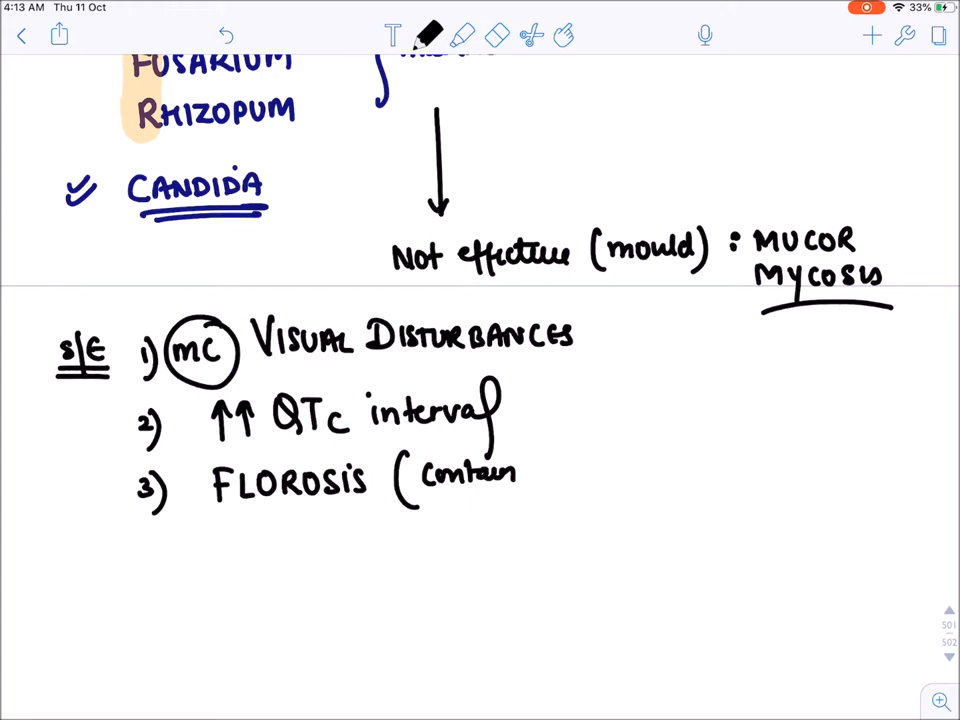 4:13 AM Thu 11 Oct
33%
T
FUSARIUM
RHIZOPUM
CANDIDA
Not effective (mould) : MUCOR
MYCOSIS
S/E 1) MC VISUAL DISTURBANCES
2) ↑↑ QTc interval
3) FLOROSIS (contain
501
502